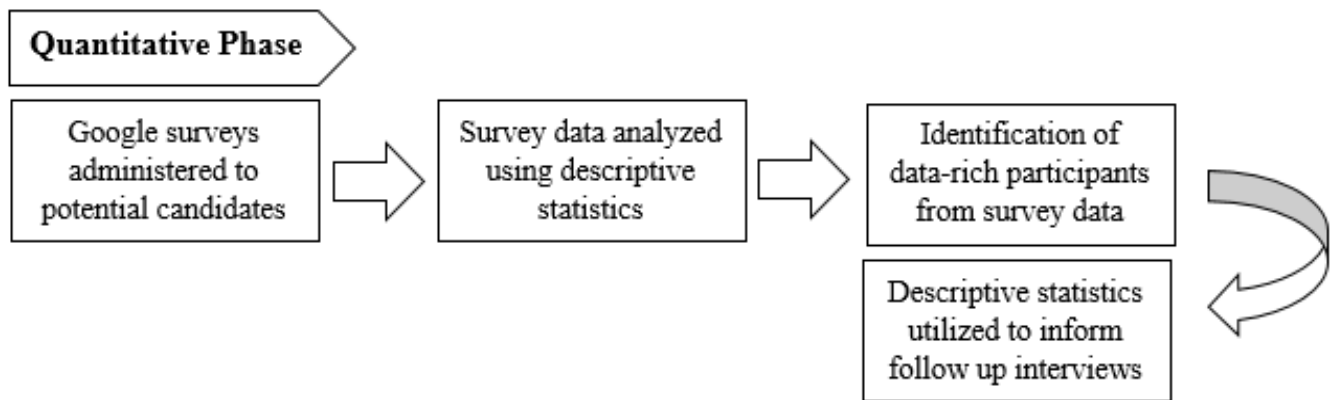 Quantitative Phase
Google surveys
administered to
potential candidates
Survey data analyzed
using descriptive
statistics
Identification of
data-rich participants
from survey data
Descriptive statistics
utilized to inform
follow up interviews